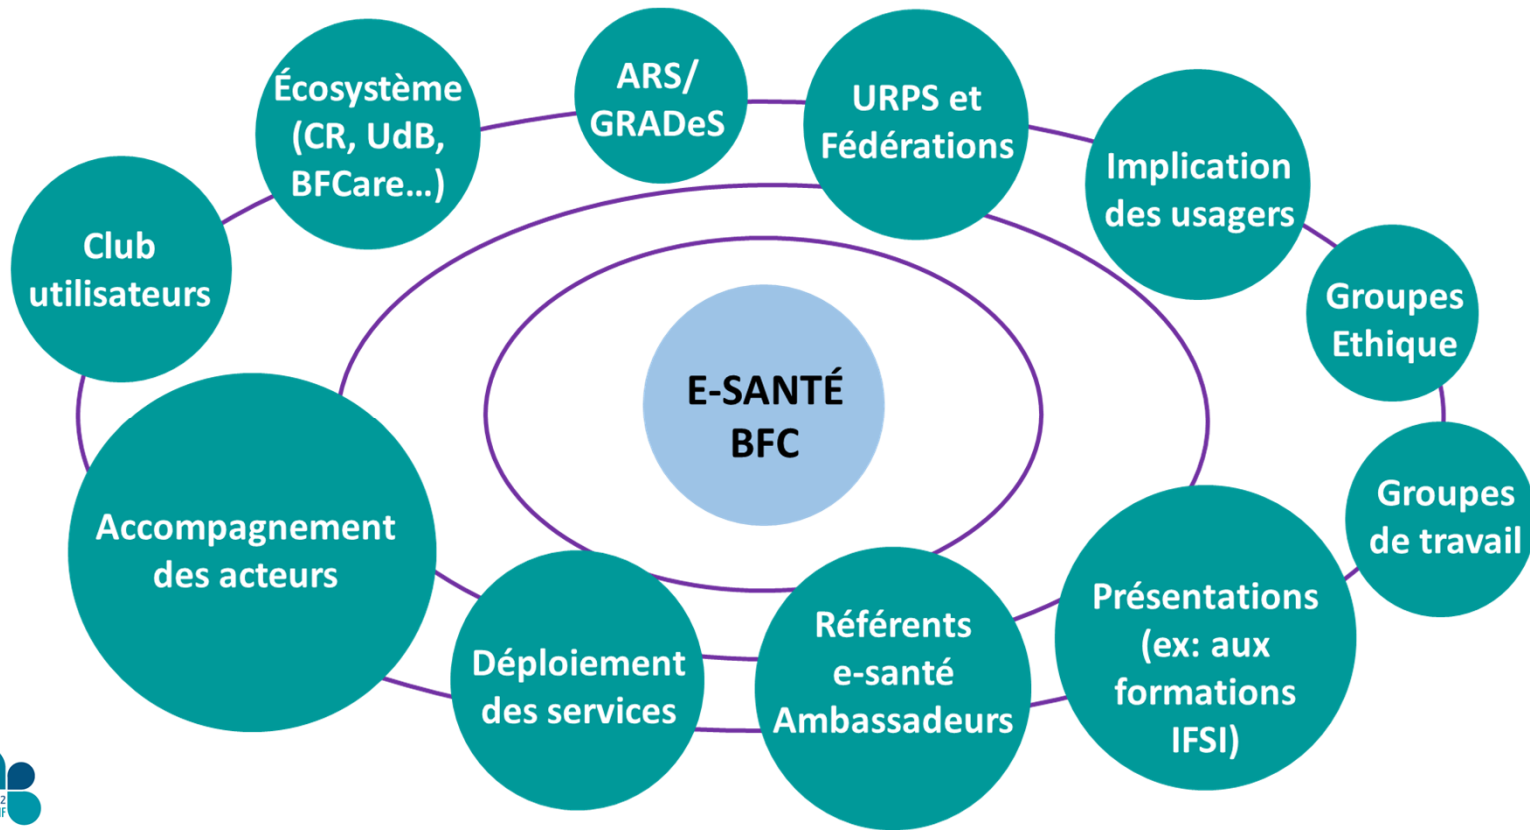 Écosystème
(CR, UdB,
BFCare...)
ARS/
GRADeS
URPS et
Fédérations
Implication
des usagers
Club
utilisateurs
Groupes
Ethique
E-SANTÉ
BFC
Groupes
de travail
Accompagnement
des acteurs
Déploiement
des services
Référents
e-santé
Ambassadeurs
Présentations
(ex: aux
formations
IFSI)